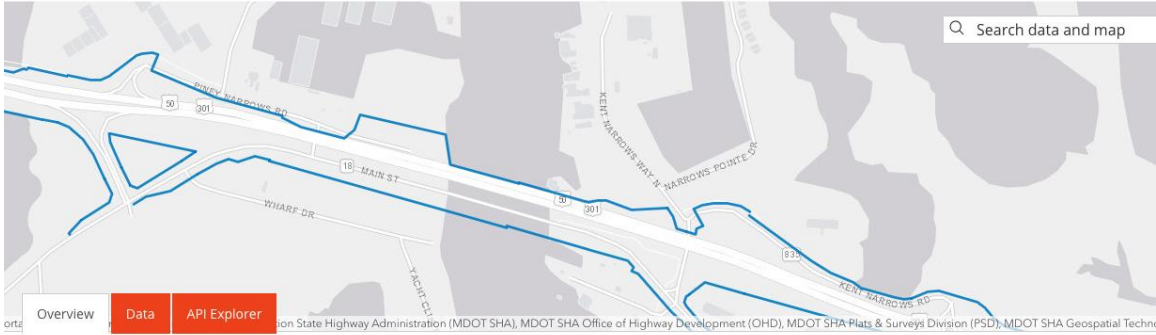 Search data and map
PINEY NARROWS RD
50
301
18
MAIN ST
WHARF DR
KENT NARROWS WAY N
NARROWS POINTE DR
50
301
835
KENT NARROWS RD
YACHT CL
Overview
Data
API Explorer
tion State Highway Administration (MDOT SHA), MDOT SHA Office of Highway Development (OHD), MDOT SHA Plats & Surveys Division (PSD), MDOT SHA Geospatial Techn